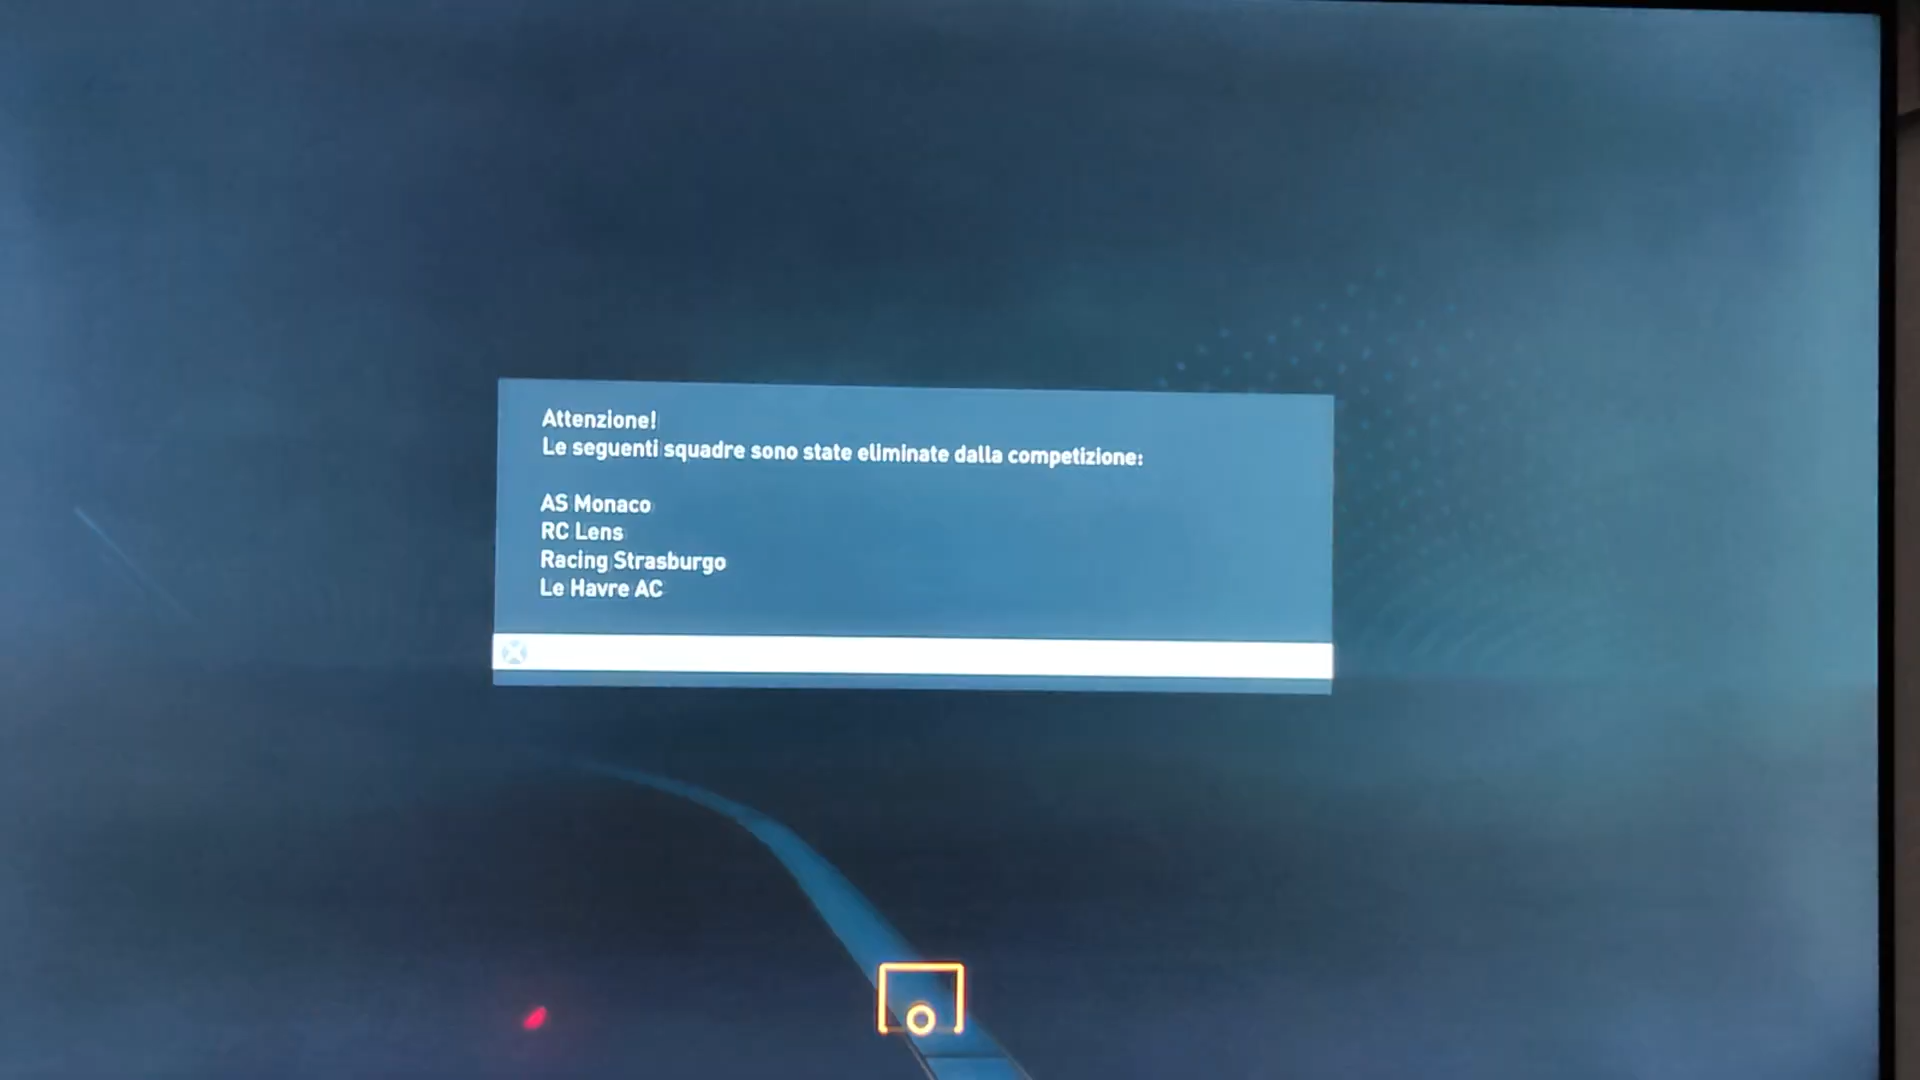 Attenzione!
Le seguenti squadre sono state eliminate dalla competizione:
AS Monaco
RC Lens
Racing Strasburgo
Le Havre AC